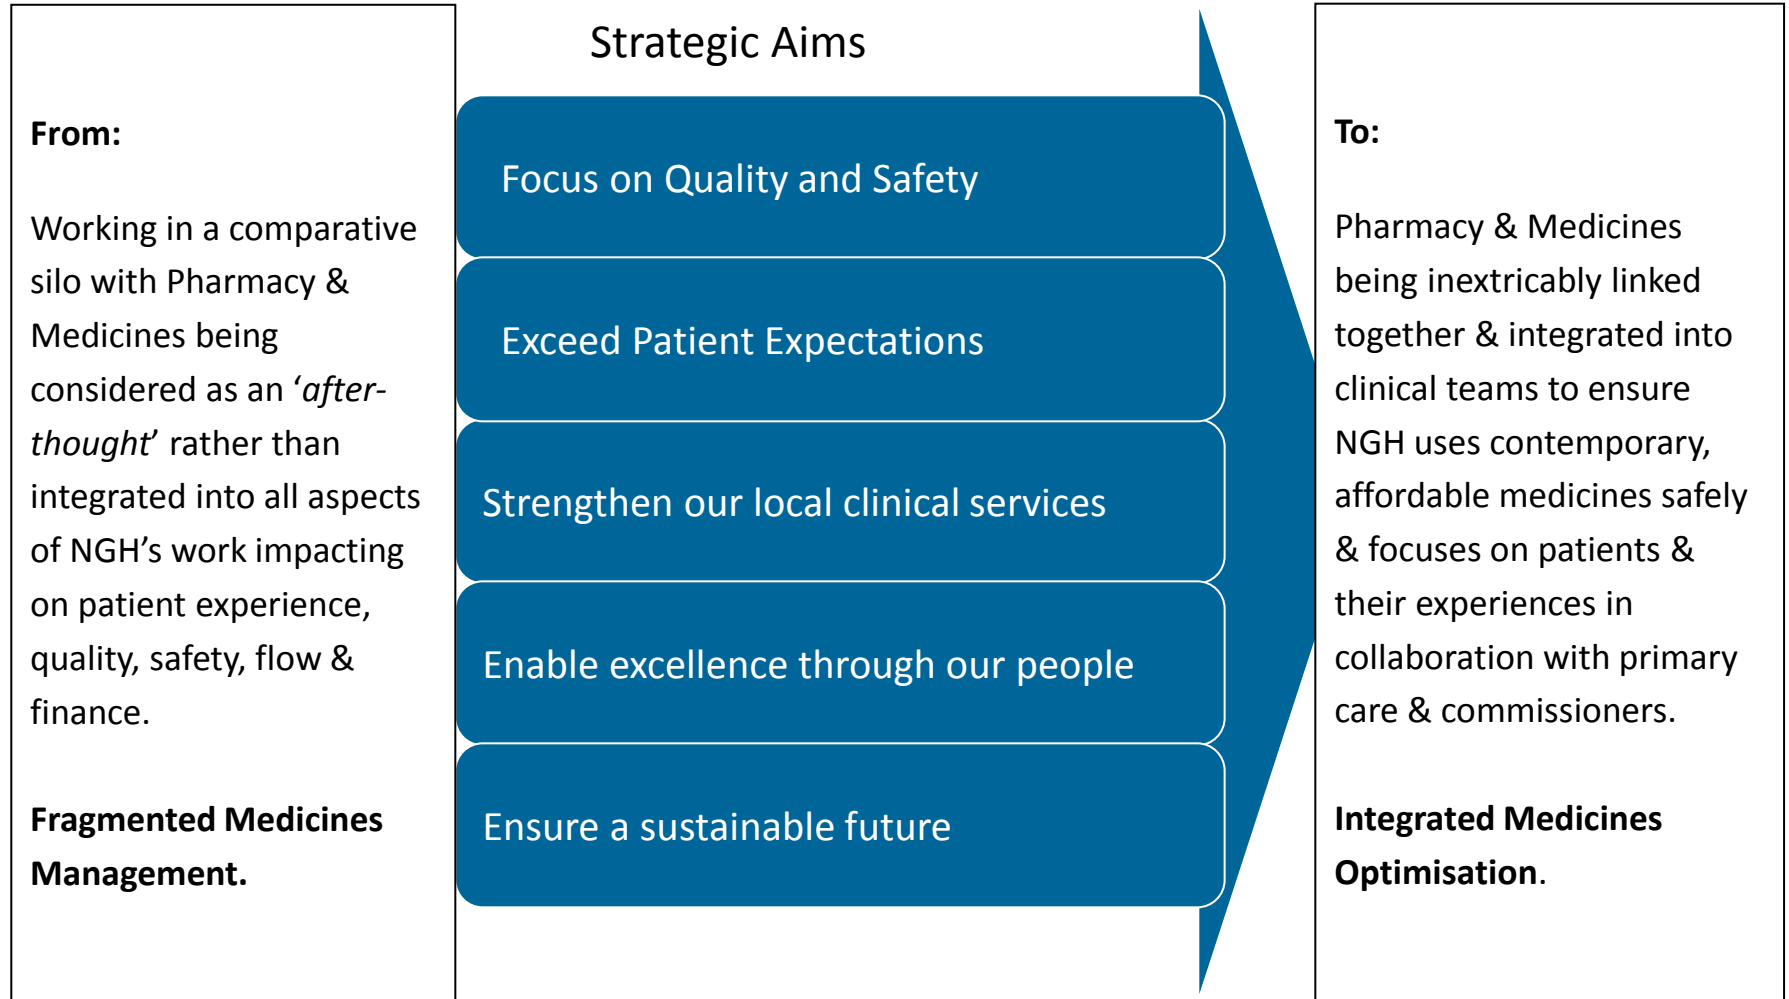 Strategic Aims
From:
Working in a comparative
silo with Pharmacy &
Medicines being
considered as an ‘after-
thought’ rather than
integrated into all aspects
of NGH’s work impacting
on patient experience,
quality, safety, flow &
finance.
Fragmented Medicines
Management.
Focus on Quality and Safety
Exceed Patient Expectations
Strengthen our local clinical services
Enable excellence through our people
Ensure a sustainable future
To:
Pharmacy & Medicines
being inextricably linked
together & integrated into
clinical teams to ensure
NGH uses contemporary,
affordable medicines safely
& focuses on patients &
their experiences in
collaboration with primary
care & commissioners.
Integrated Medicines
Optimisation.